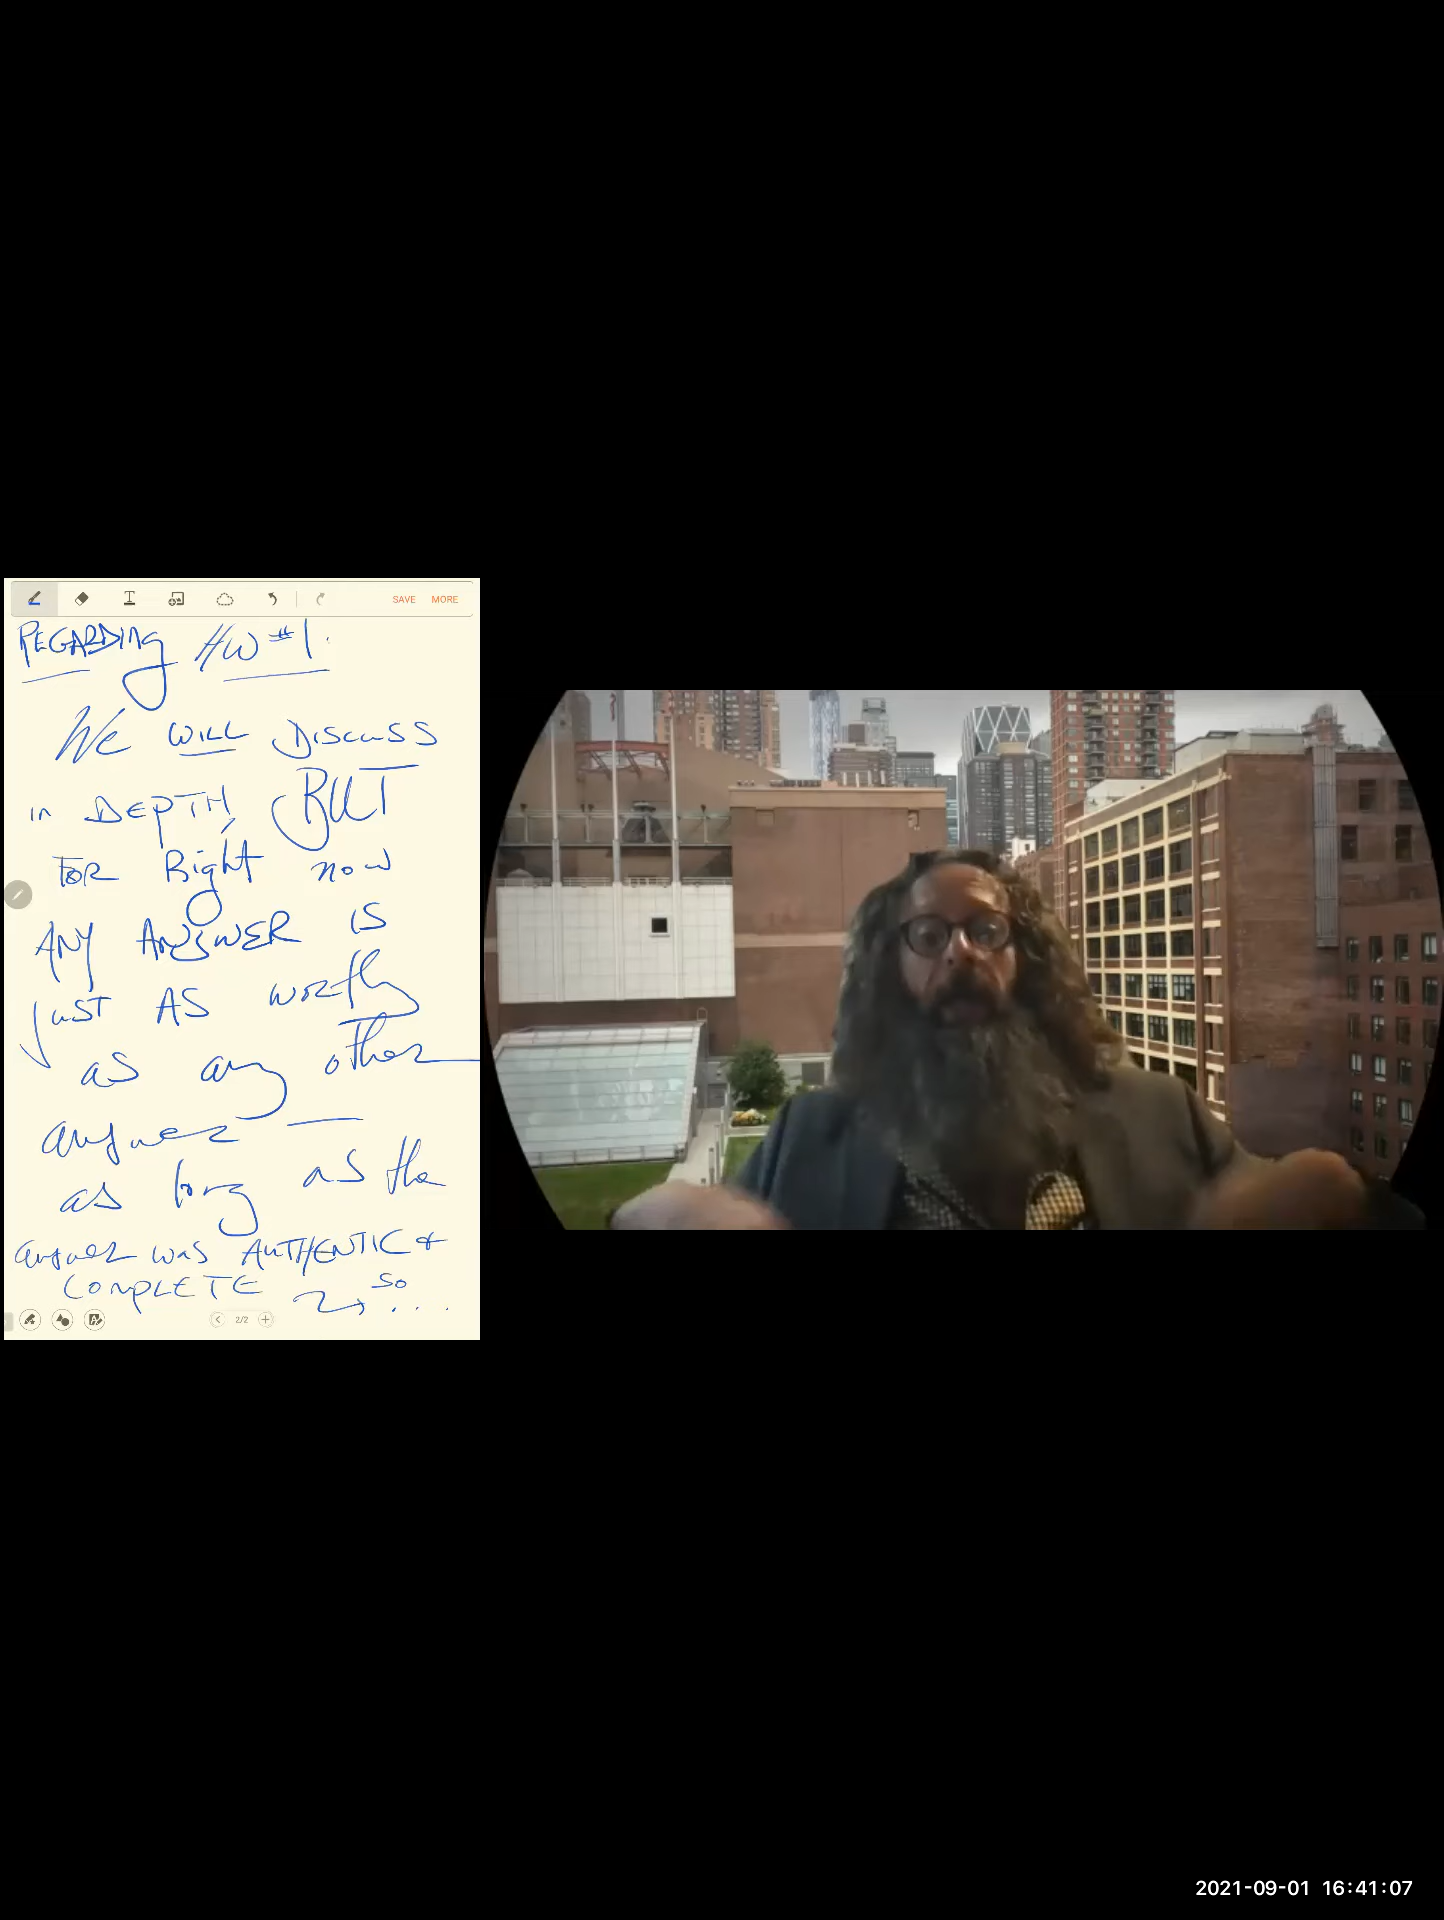 SAVE MORE
REGARDING HW #1.
We WILL DISCUSS
in DEPTH, BUT
FOR Right now
ANY ANSWER IS
JUST AS worthy
as any other
answer —
as long as the
answer was AUTHENTIC &
COMPLETE so ...
2/2
2021-09-01 16:41:07